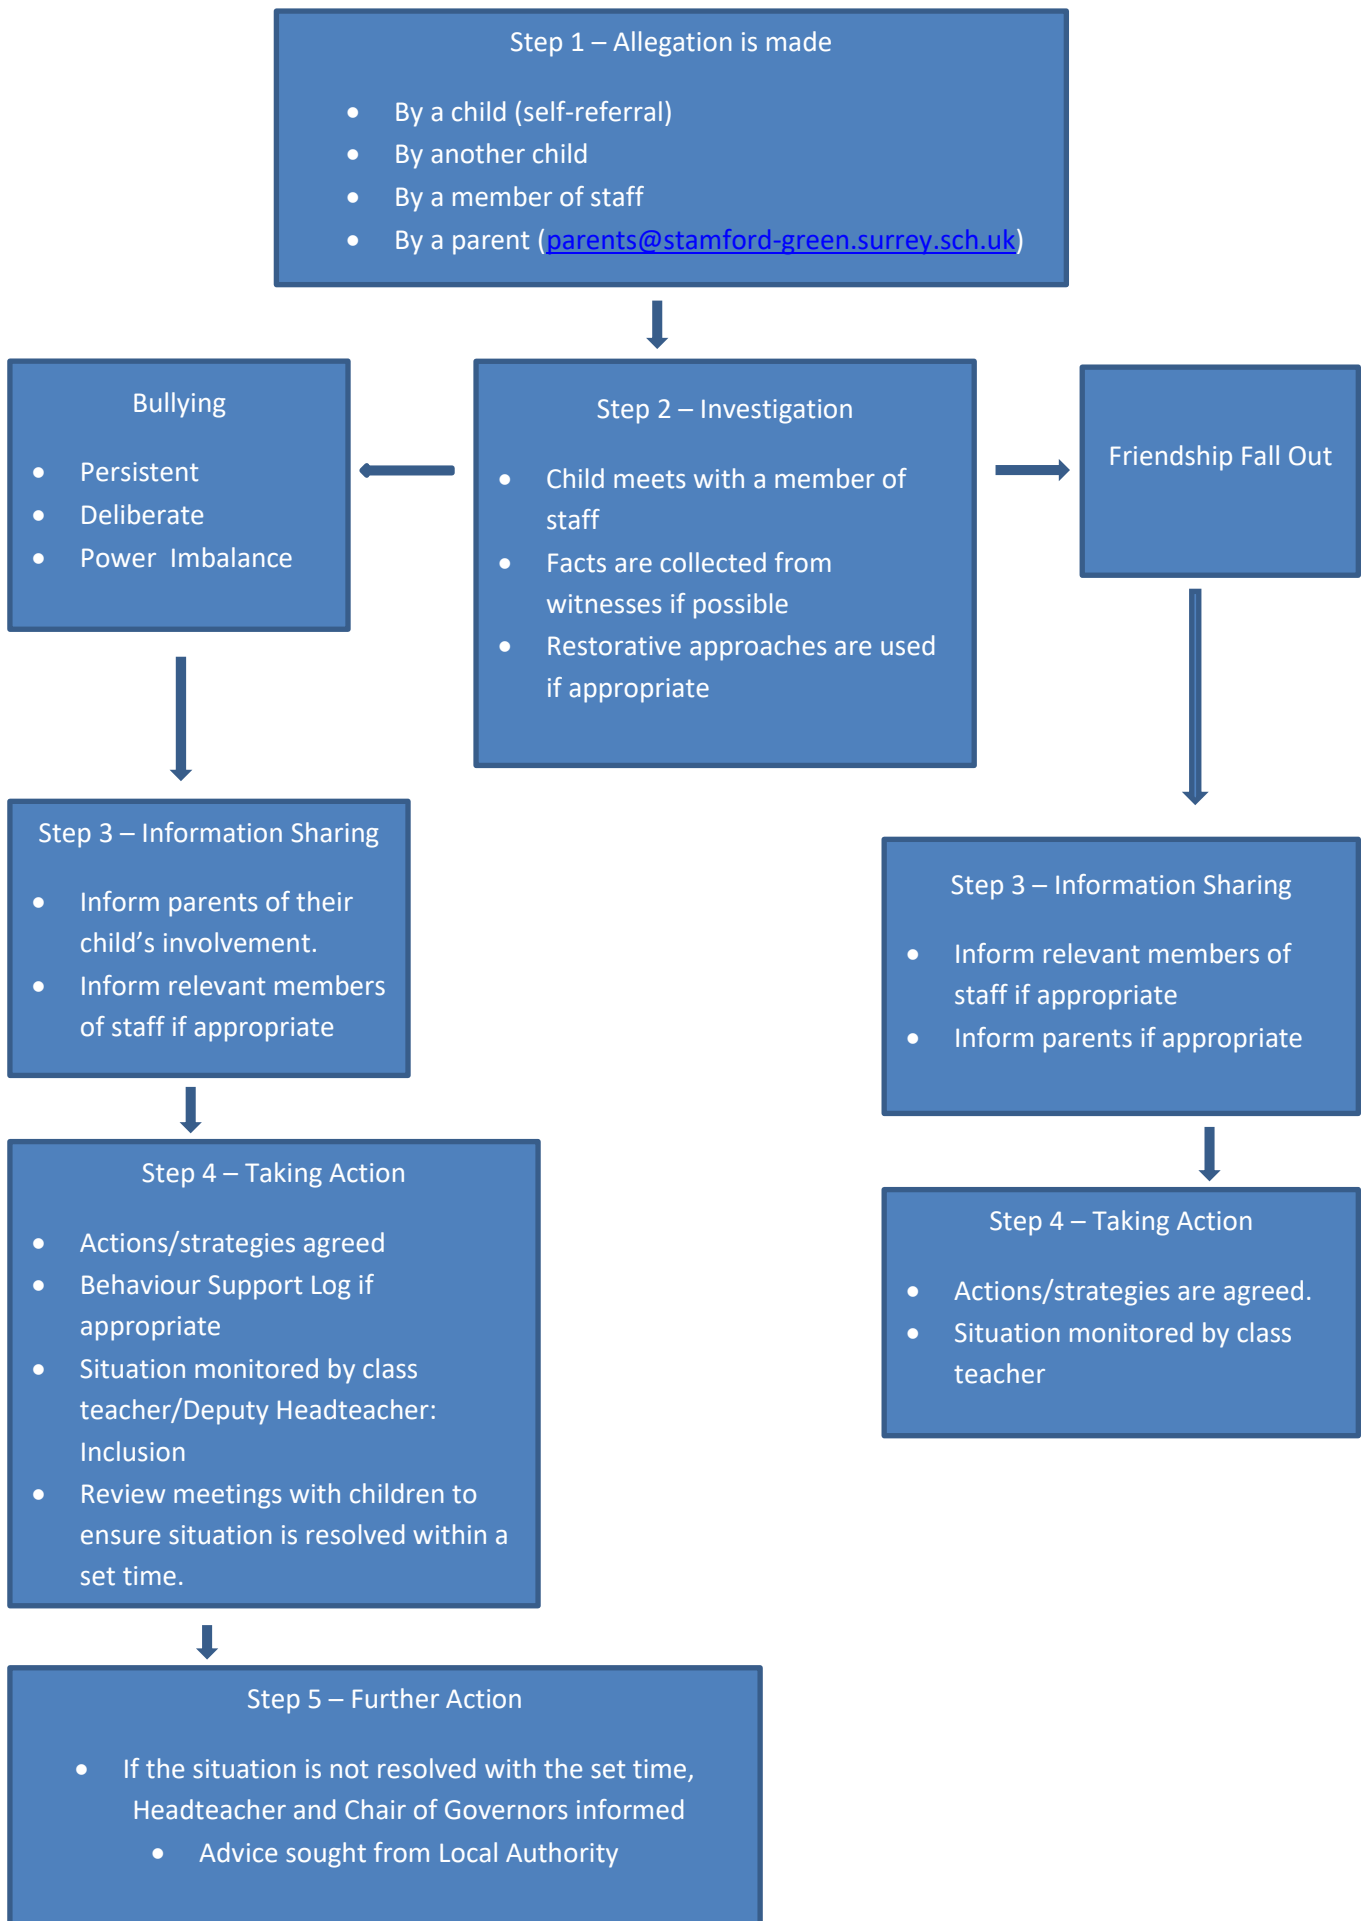 Step 1 – Allegation is made
• By a child (self-referral)
• By another child
• By a member of staff
• By a parent (parents@stamford-green.surrey.sch.uk)
Bullying
• Persistent
• Deliberate
• Power  Imbalance
Step 2 – Investigation
• Child meets with a member of
staff
• Facts are collected from
witnesses if possible
• Restorative approaches are used
if appropriate
Friendship Fall Out
Step 3 – Information Sharing
• Inform parents of their
child’s involvement.
• Inform relevant members
of staff if appropriate
Step 3 – Information Sharing
• Inform relevant members of
staff if appropriate
• Inform parents if appropriate
Step 4 – Taking Action
• Actions/strategies agreed
• Behaviour Support Log if
appropriate
• Situation monitored by class
teacher/Deputy Headteacher:
Inclusion
• Review meetings with children to
ensure situation is resolved within a
set time.
Step 4 – Taking Action
• Actions/strategies are agreed.
• Situation monitored by class
teacher
Step 5 – Further Action
• If the situation is not resolved with the set time,
Headteacher and Chair of Governors informed
• Advice sought from Local Authority